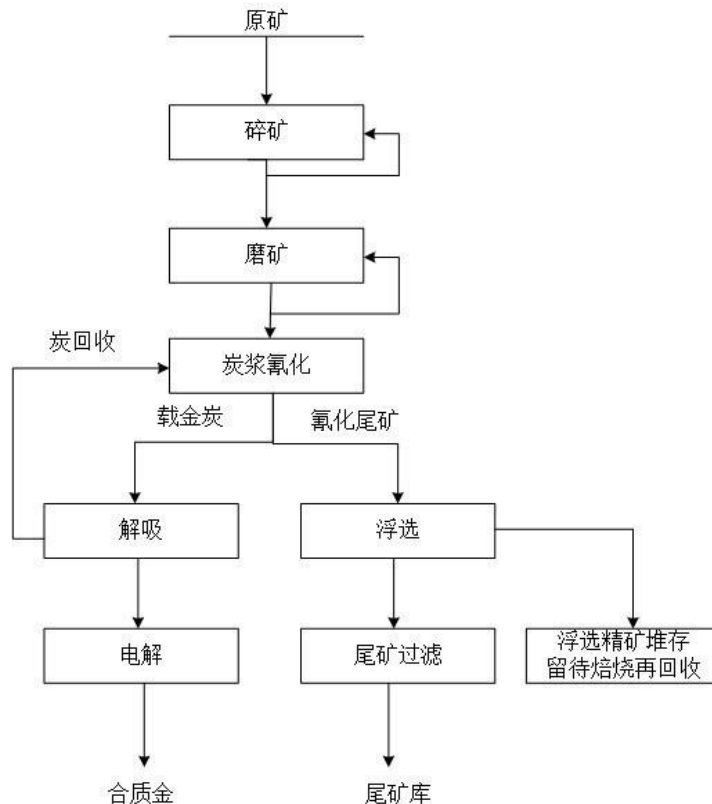 原矿
碎矿
磨矿
炭回收
炭浆氰化
载金炭
氰化尾矿
解吸
浮选
电解
尾矿过滤
浮选精矿堆存
留待焙烧再回收
合质金
尾矿库